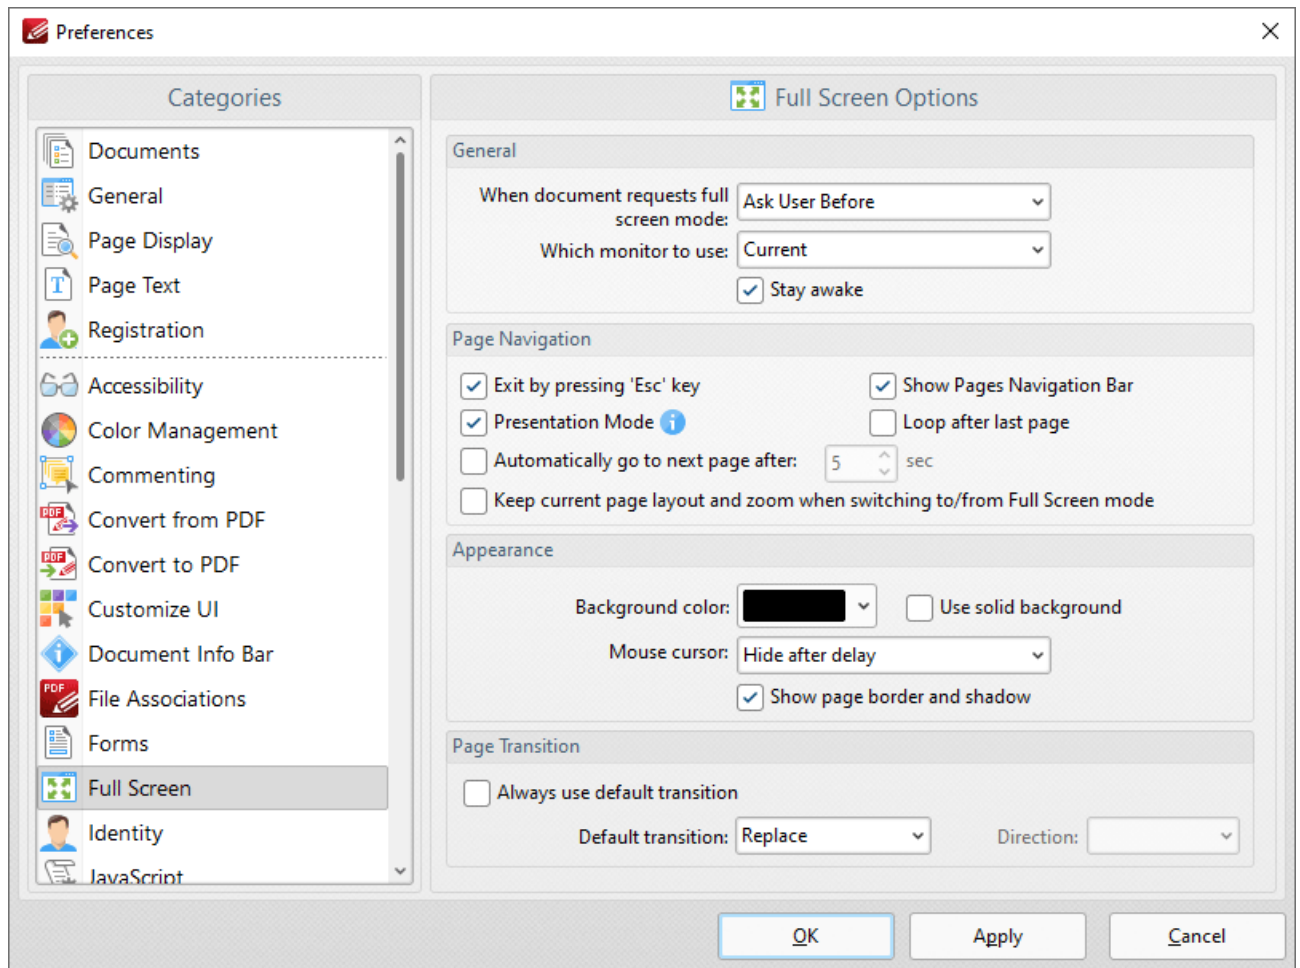 Preferences
Categories
Documents
General
Page Display
Page Text
Registration
Accessibility
Color Management
Commenting
Convert from PDF
Convert to PDF
Customize UI
Document Info Bar
File Associations
Forms
Full Screen
Identity
JavaScript
Full Screen Options
General
When document requests full
screen mode: Ask User Before
Which monitor to use: Current
Stay awake
Page Navigation
Exit by pressing 'Esc' key Show Pages Navigation Bar
Presentation Mode Loop after last page
Automatically go to next page after: 5 sec
Keep current page layout and zoom when switching to/from Full Screen mode
Appearance
Background color: Use solid background
Mouse cursor: Hide after delay
Show page border and shadow
Page Transition
Always use default transition
Default transition: Replace Direction:
OK Apply Cancel